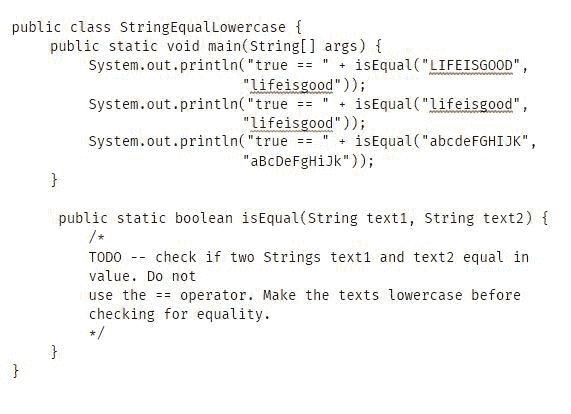 public class StringEqualLowercase {
public static void main(String[] args) {
System.out.println("true == " + isEqual("LIFEISGOOD",
"lifeisgood"));
System.out.println("true == " + isEqual("lifeisgood",
"lifeisgood"));
System.out.println("true == " + isEqual("abcdeFGHIJK",
"aBcDeFgHiJk"));
}
public static boolean isEqual(String text1, String text2) {
/*
TODO -- check if two Strings text1 and text2 equal in
value. Do not
use the == operator. Make the texts lowercase before
checking for equality.
*/
}
}